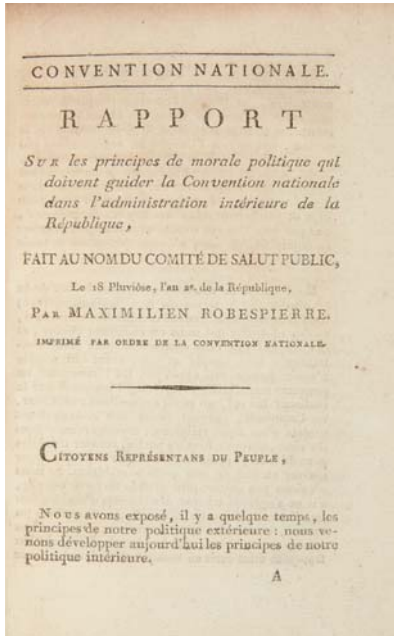 CONVENTION NATIONALE.
RAPPORT
SUR les principes de morale politique qui
doivent guider la Convention nationale
dans l'administration intérieure de la
République,
FAIT AU NOM DU COMITÉ DE SALUT PUBLIC,
Le 18 Pluviôse, l'an 2e. de la République,
PAR MAXIMILIEN ROBESPIERRE.
IMPRIMÉ PAR ORDRE DE LA CONVENTION NATIONALE.
CITOYENS REPRÉSENTANS DU PEUPLE,
Nous avons exposé, il y a quelque temps, les
principes de notre politique extérieure : nous ve-
nons développer aujourd'hui les principes de notre
politique intérieure.
A